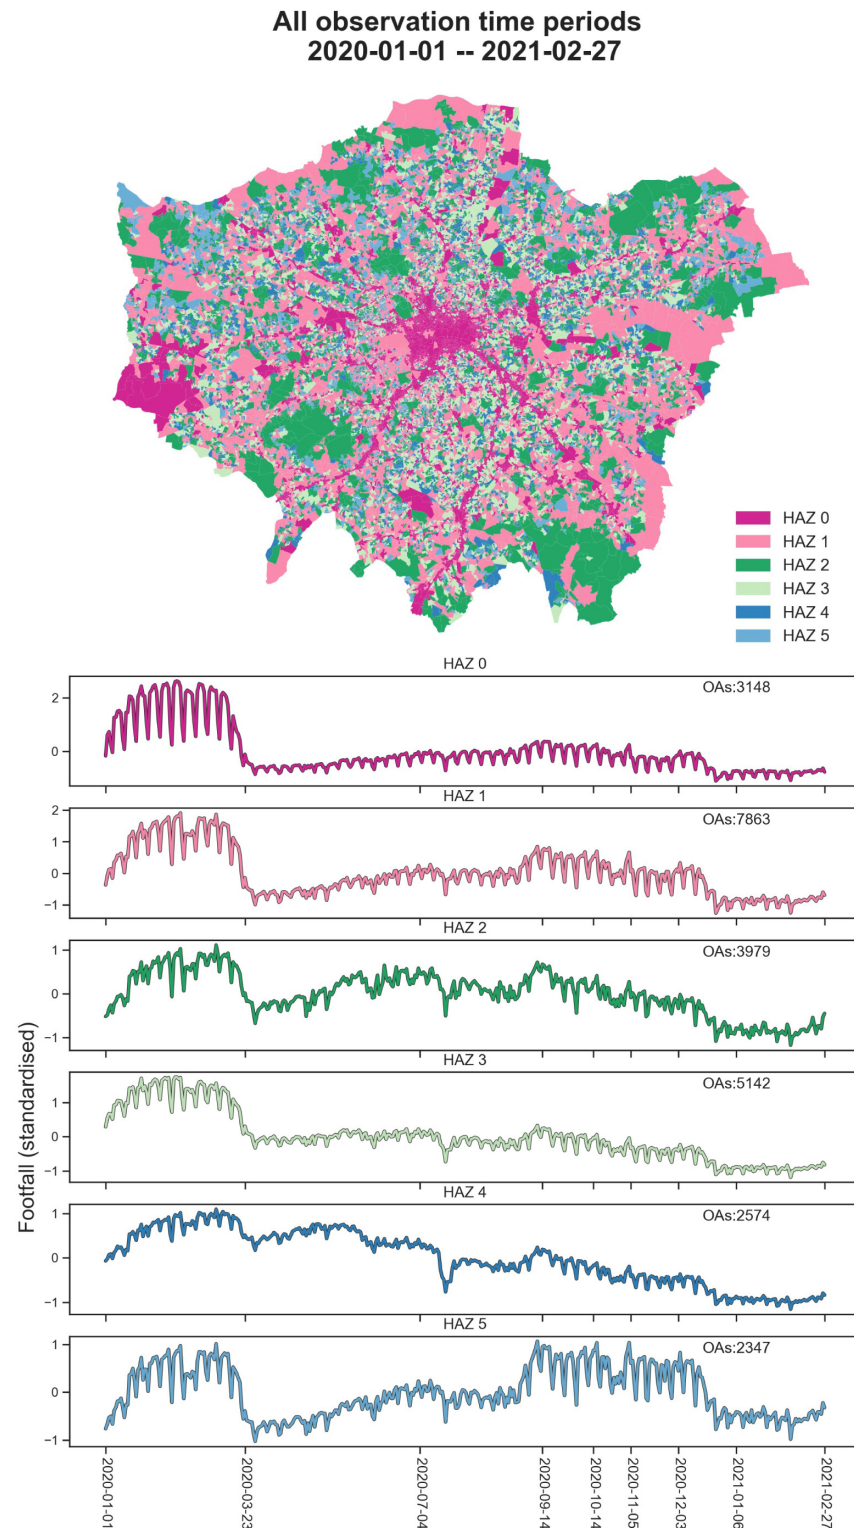 All observation time periods
2020-01-01 -- 2021-02-27
HAZ 0
HAZ 1
HAZ 2
HAZ 3
HAZ 4
HAZ 5
HAZ 0
OAs:3148
2
0
HAZ 1
OAs:7863
2
1
0
−1
HAZ 2
OAs:3979
1
0
−1
HAZ 3
OAs:5142
1
0
−1
HAZ 4
OAs:2574
1
0
−1
HAZ 5
OAs:2347
1
0
−1
Footfall (standardised)
2020-01-01
2020-03-23
2020-07-04
2020-09-14
2020-10-14
2020-11-05
2020-12-03
2021-01-06
2021-02-27